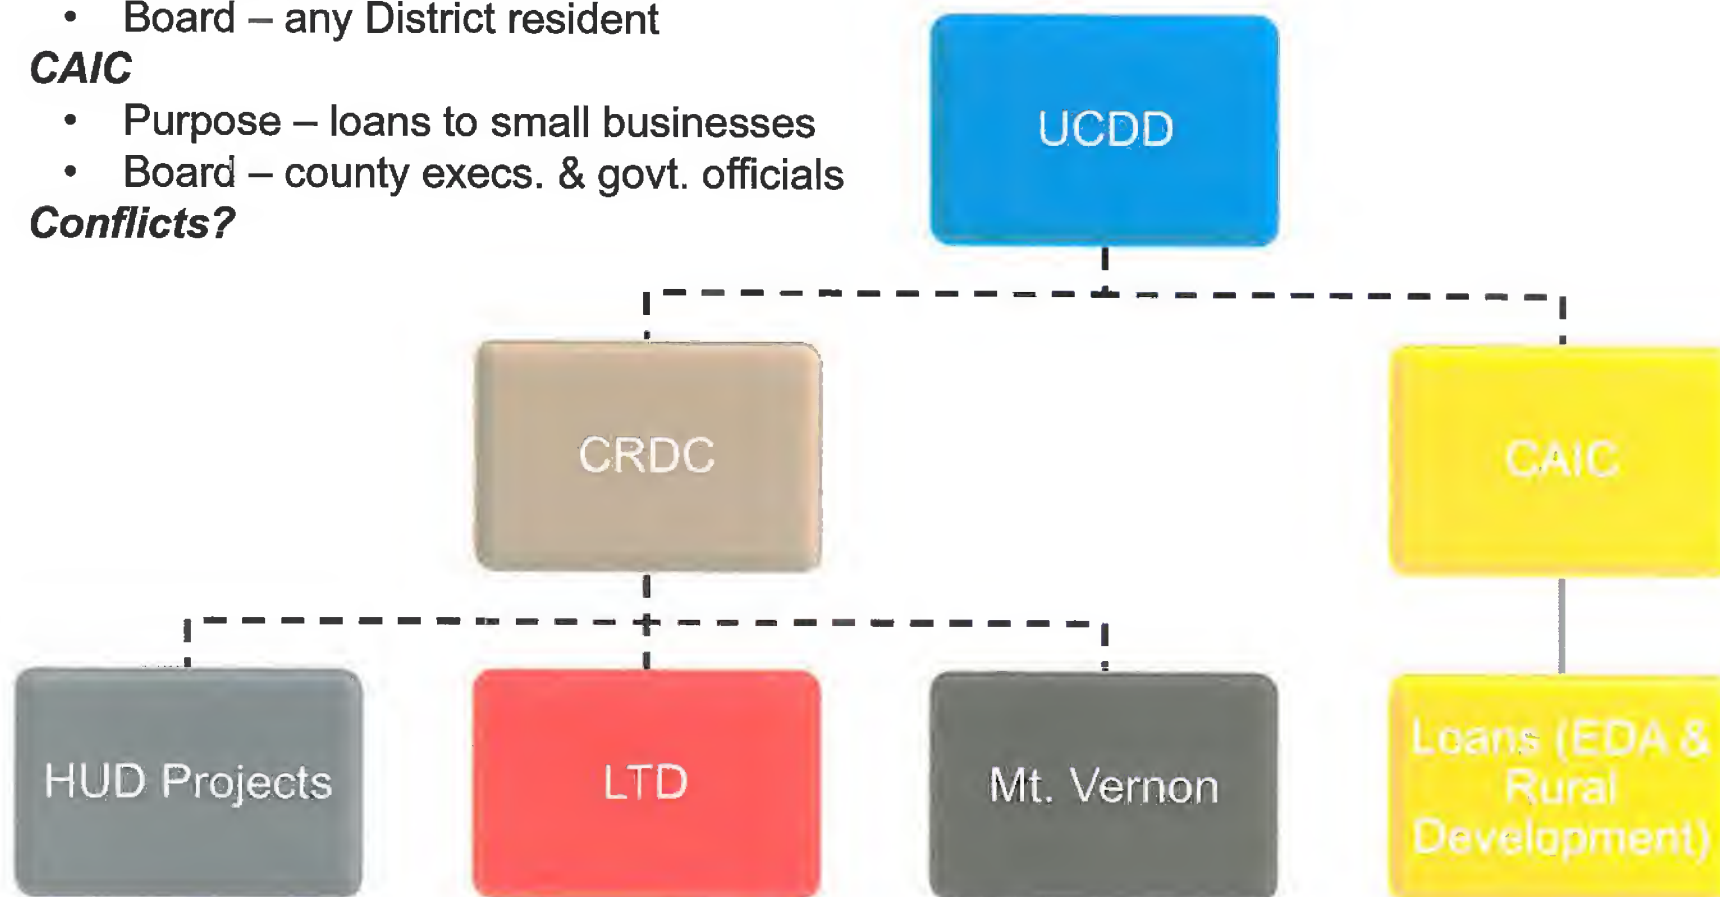 • Board – any District resident
CAIC
• Purpose – loans to small businesses
• Board – county execs. & govt. officials
Conflicts?
UCDD
CRDC
CAIC
HUD Projects
LTD
Mt. Vernon
Loans (EDA &
Rural
Development)